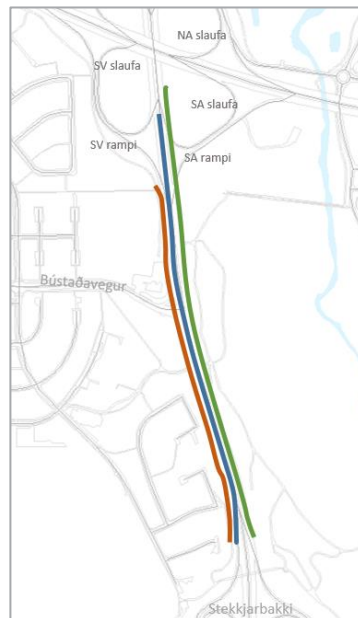 NA slaufa
SV slaufa
SA slaufa
SV rampi
SA rampi
Bústaðavegur
Stekkjarbakki